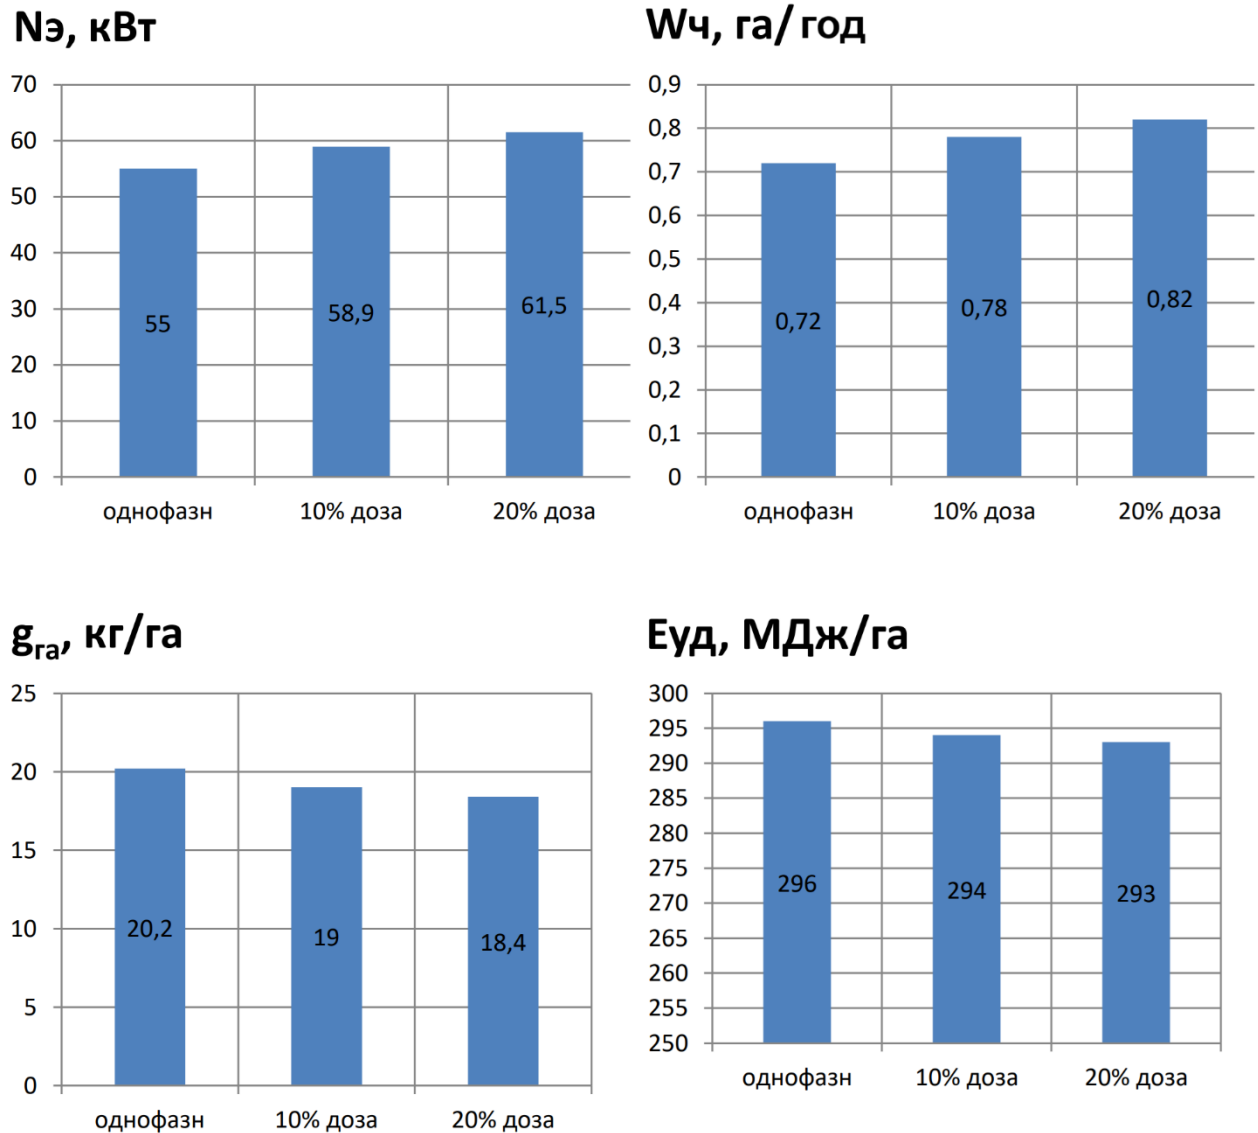 Nэ, кВт
70
60
50
40
30
20
10
0
55
58,9
61,5
однофазн
10% доза
20% доза
Wч, га/ год
0,9
0,8
0,7
0,6
0,5
0,4
0,3
0,2
0,1
0
0,72
0,78
0,82
однофазн
10% доза
20% доза
gга, кг/га
25
20
15
10
5
0
20,2
19
18,4
однофазн
10% доза
20% доза
Еуд, МДж/га
300
295
290
285
280
275
270
265
260
255
250
296
294
293
однофазн
10% доза
20% доза